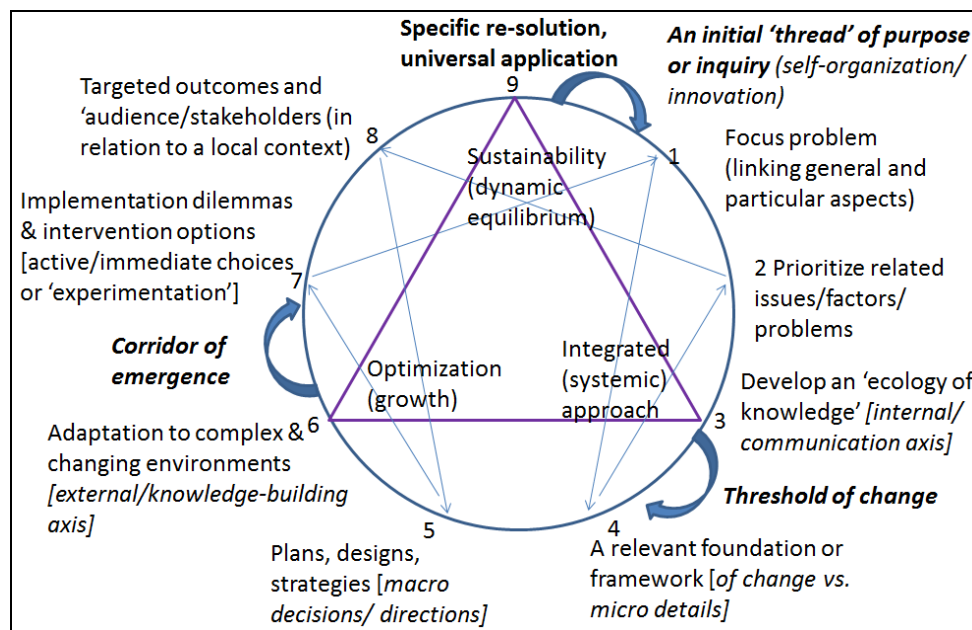 Specific re-solution,
universal application
9
An initial ‘thread’ of purpose
or inquiry (self-organization/
innovation)
Targeted outcomes and
‘audience/stakeholders (in
relation to a local context)
8
1
Focus problem
(linking general and
particular aspects)
Sustainability
(dynamic
equilibrium)
Implementation dilemmas
& intervention options
[active/immediate choices
or ‘experimentation’]
7
2 Prioritize related
issues/factors/
problems
Corridor of
emergence
Optimization
(growth)
Integrated
(systemic)
approach
Develop an ‘ecology of
knowledge’ [internal/
communication axis]
3
6
Adaptation to complex &
changing environments
[external/knowledge-building
axis]
Threshold of change
5
Plans, designs,
strategies [macro
decisions/ directions]
4
A relevant foundation or
framework [of change vs.
micro details]